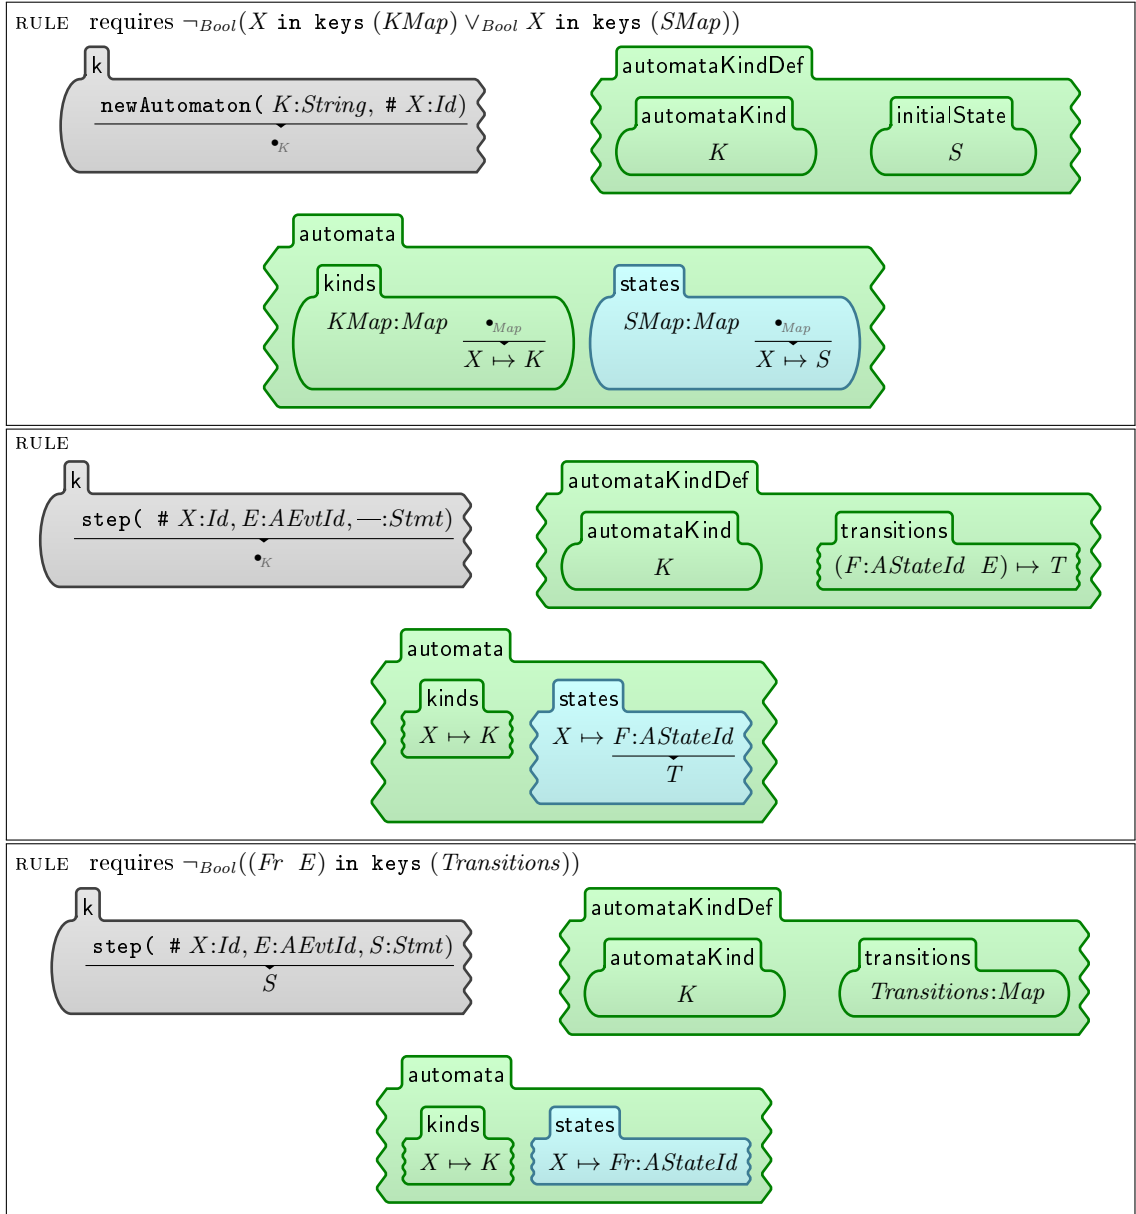 RULE requires ¬Bool(X in keys (KMap) ∨Bool X in keys (SMap))
k
newAutomaton( K:String, # X:Id)
•K
automataKindDef
automataKind
K
initialState
S
automata
kinds
KMap:Map •Map
X ↦ K
states
SMap:Map •Map
X ↦ S
RULE
k
step( # X:Id, E:AEvtId, —:Stmt)
•K
automataKindDef
automataKind
K
transitions
(F:AStateId E) ↦ T
automata
kinds
X ↦ K
states
X ↦ F:AStateId
T
RULE requires ¬Bool((Fr E) in keys (Transitions))
k
step( # X:Id, E:AEvtId, S:Stmt)
S
automataKindDef
automataKind
K
transitions
Transitions:Map
automata
kinds
X ↦ K
states
X ↦ Fr:AStateId